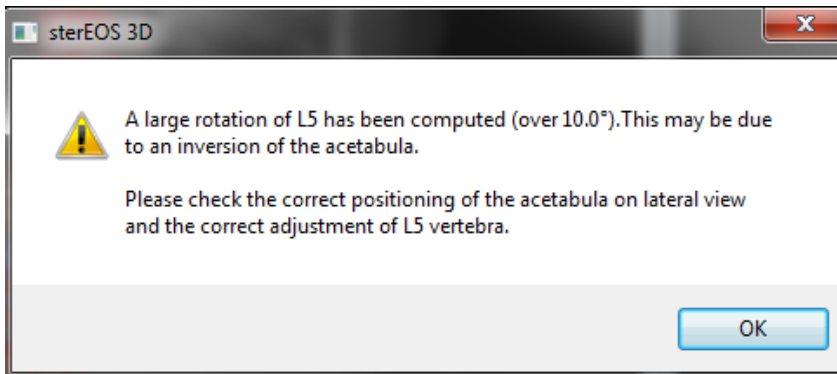 sterEOS 3D
A large rotation of L5 has been computed (over 10.0°).This may be due
to an inversion of the acetabula.
Please check the correct positioning of the acetabula on lateral view
and the correct adjustment of L5 vertebra.
OK